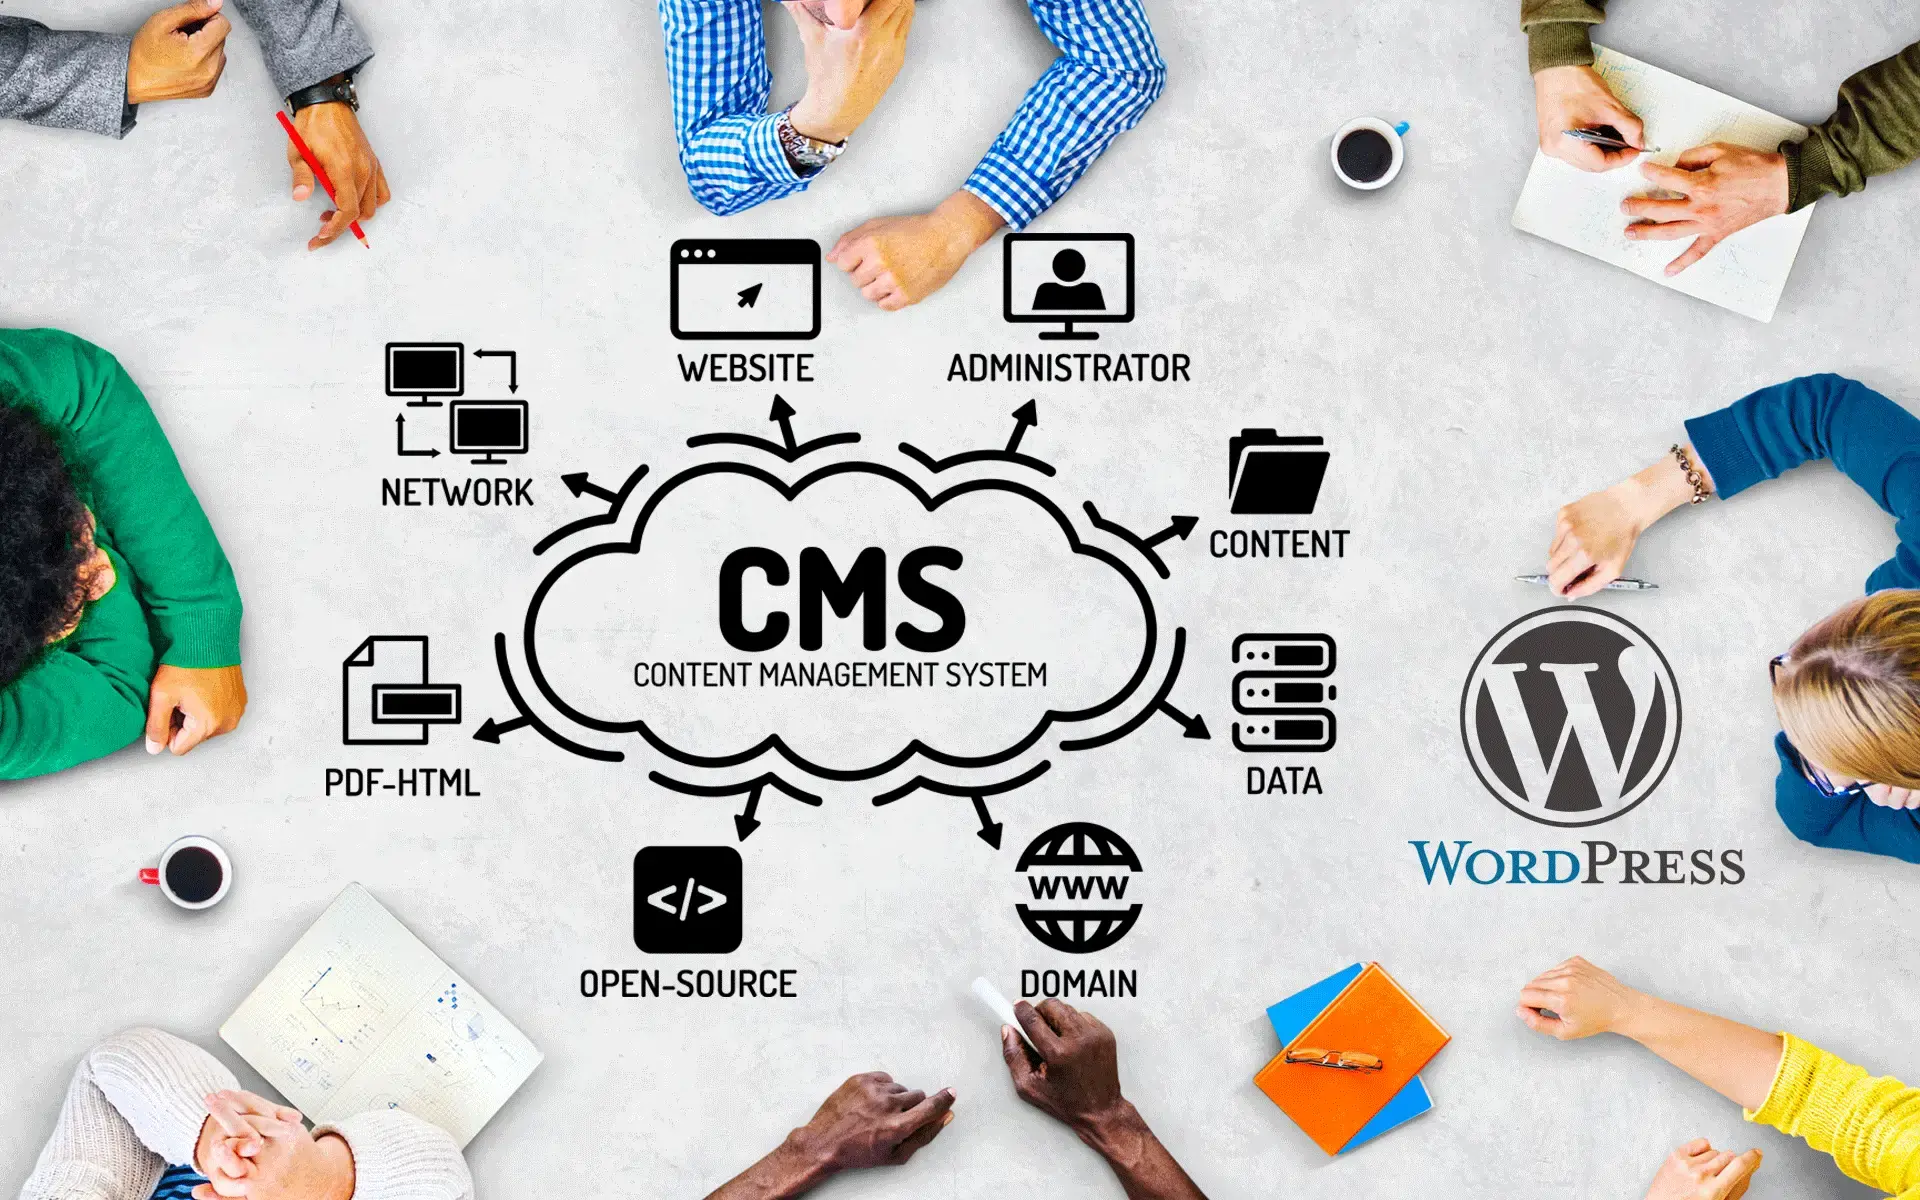 WEBSITE
ADMINISTRATOR
NETWORK
CONTENT
CMS
CONTENT MANAGEMENT SYSTEM
PDF-HTML
DATA
WORDPRESS
</>
WWW
OPEN-SOURCE
DOMAIN